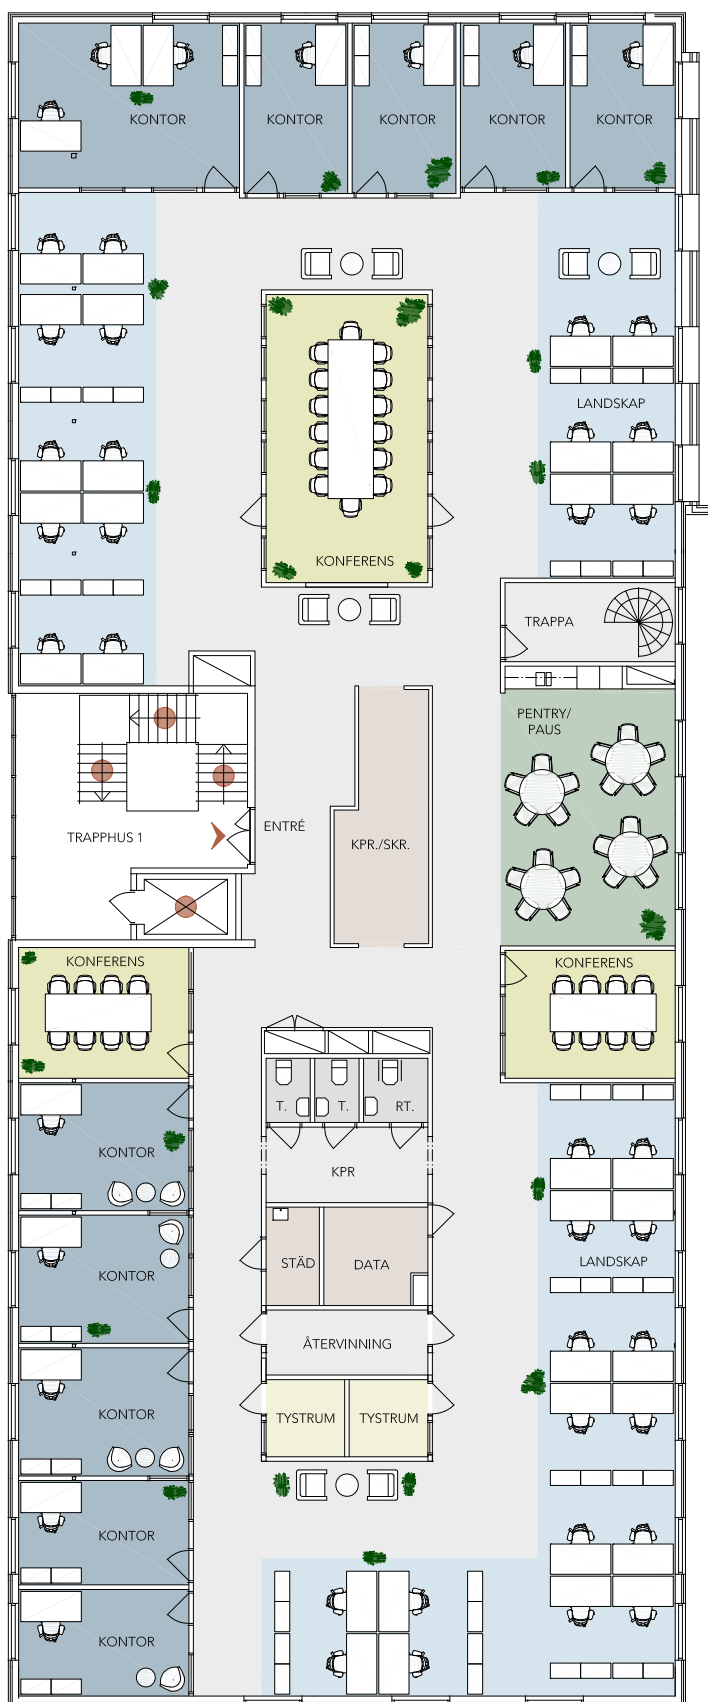 KONTOR
KONTOR
KONTOR
KONTOR
KONTOR
LANDSKAP
KONFERENS
TRAPPA
PENTRY/
PAUS
ENTRÉ
TRAPPHUS 1
KPR./SKR.
KONFERENS
KONFERENS
T.
T.
RT.
KONTOR
KPR
STÄD
DATA
LANDSKAP
KONTOR
ÅTERVINNING
KONTOR
TYSTRUM
TYSTRUM
KONTOR
KONTOR